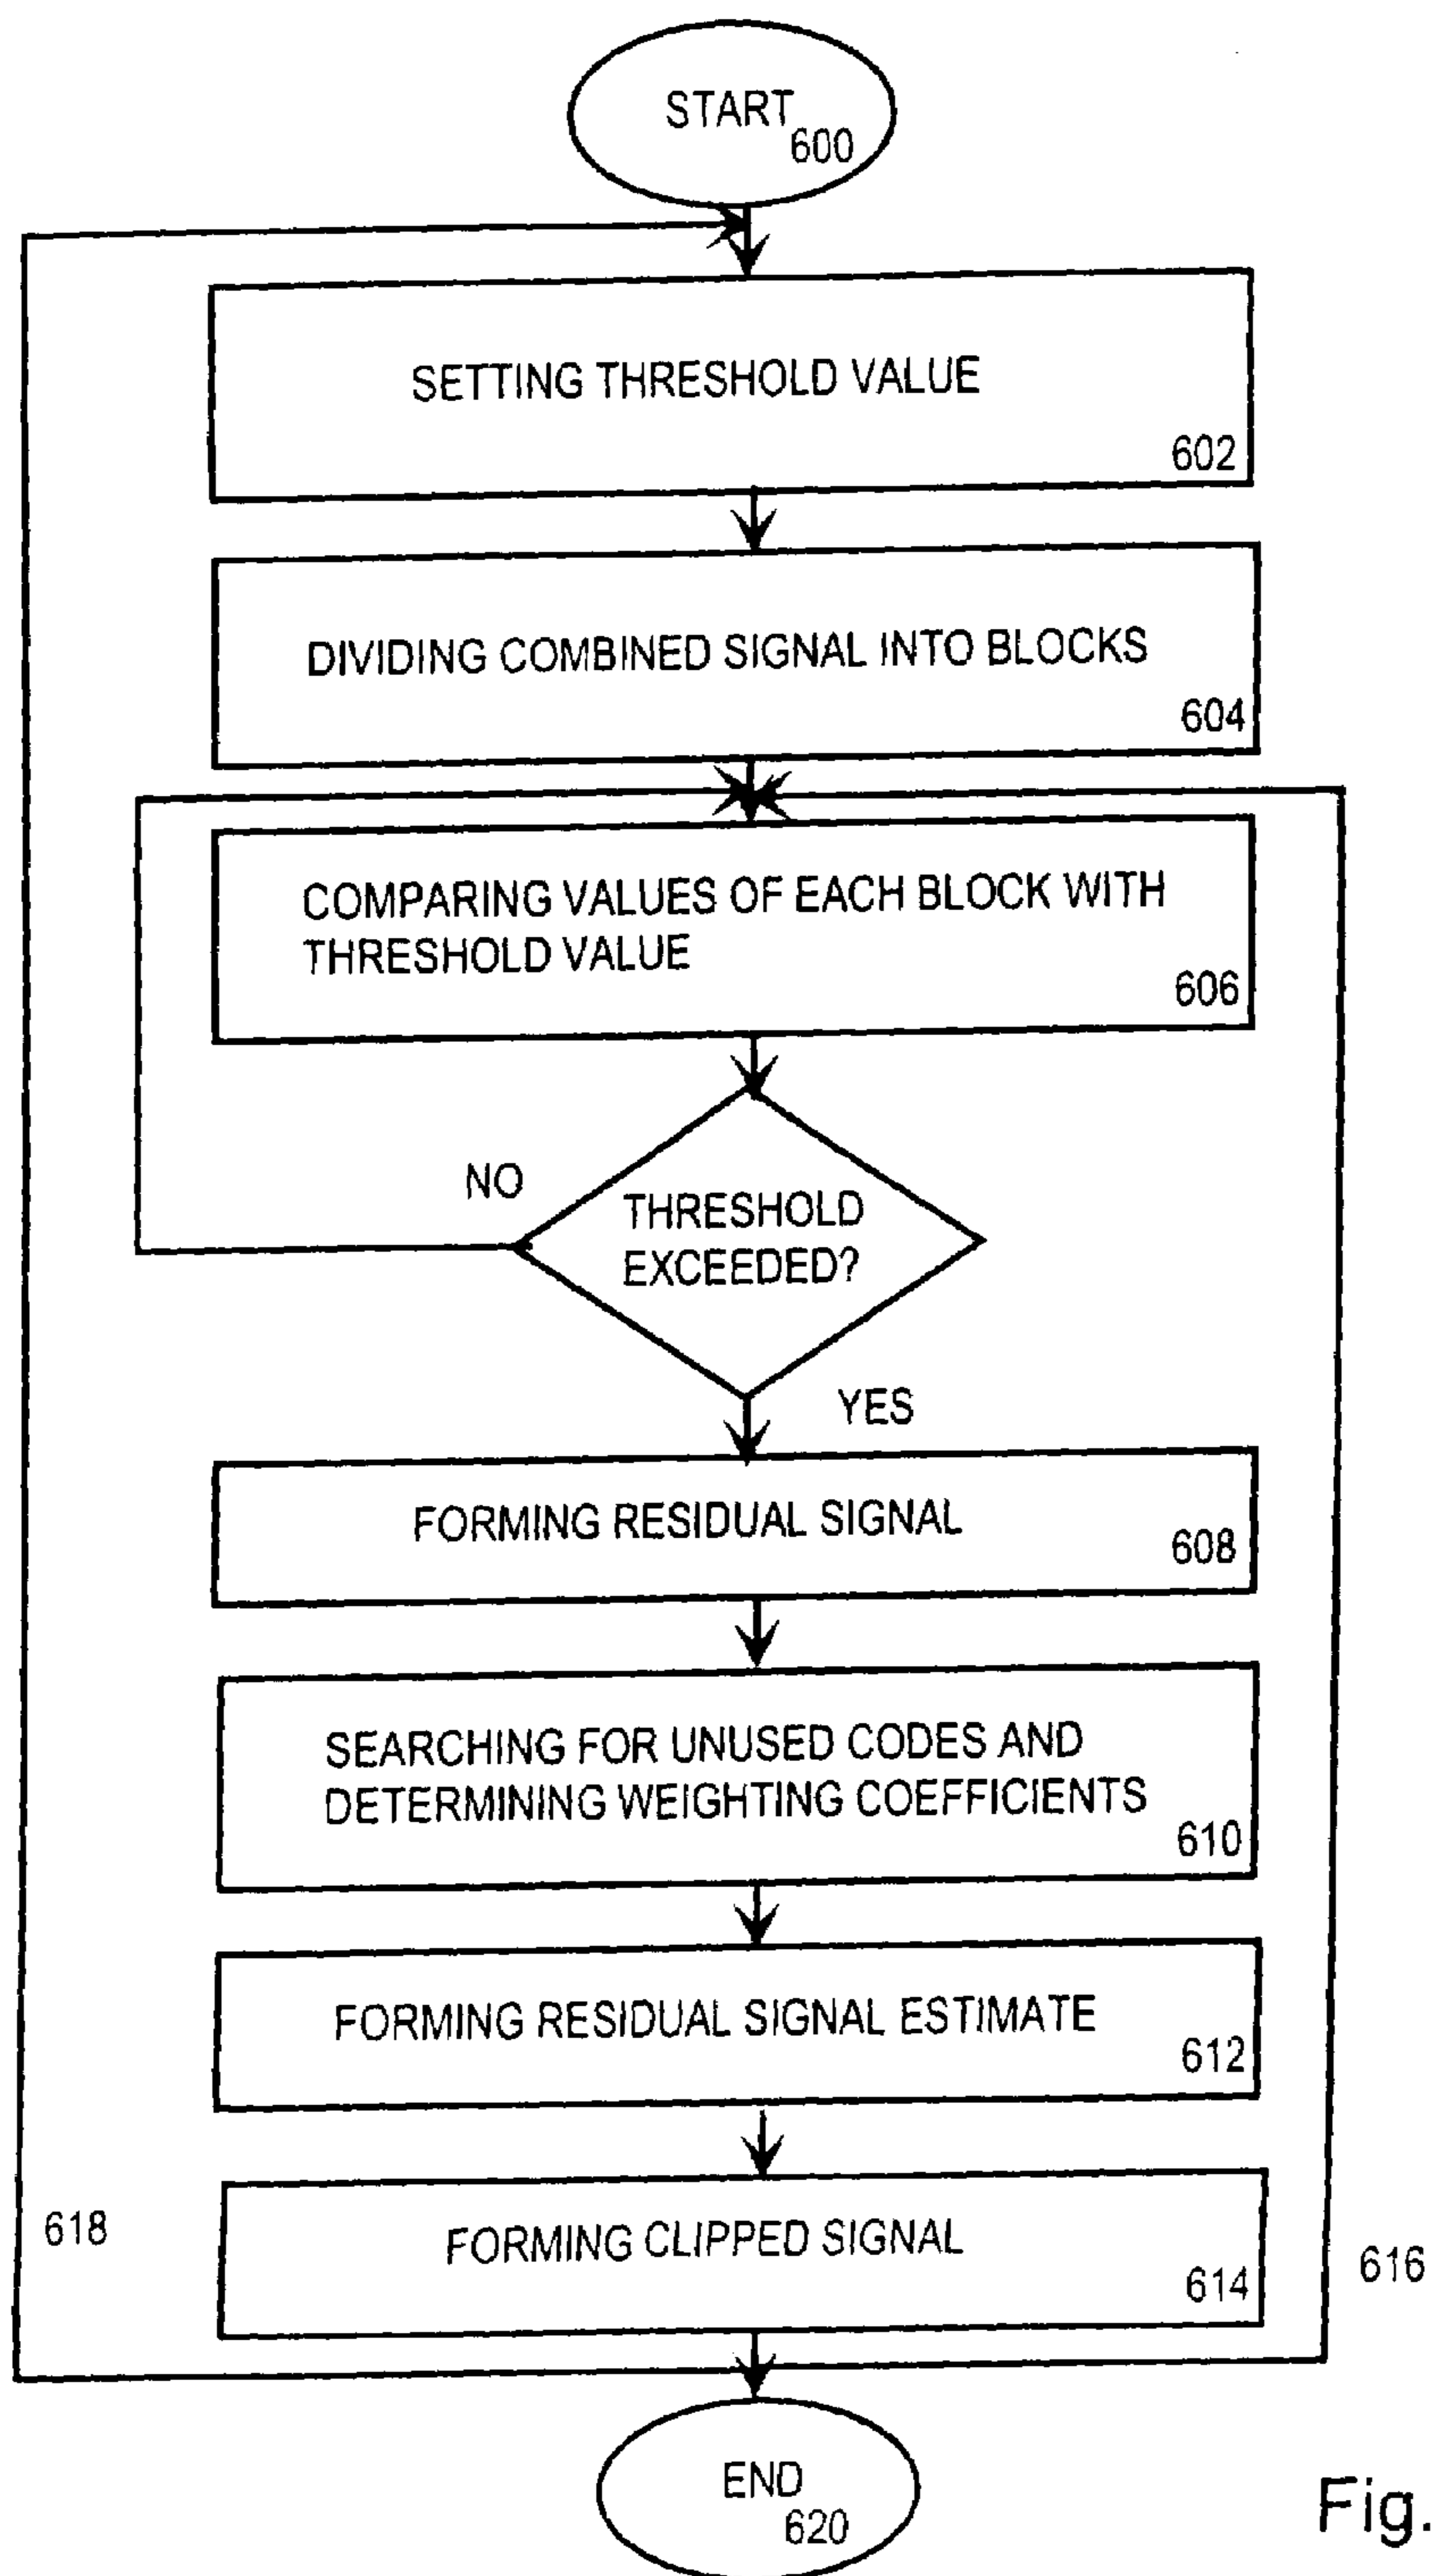 START
600
SETTING THRESHOLD VALUE
602
DIVIDING COMBINED SIGNAL INTO BLOCKS
604
COMPARING VALUES OF EACH BLOCK WITH
THRESHOLD VALUE
606
NO
THRESHOLD
EXCEEDED?
YES
FORMING RESIDUAL SIGNAL
608
SEARCHING FOR UNUSED CODES AND
DETERMINING WEIGHTING COEFFICIENTS
610
FORMING RESIDUAL SIGNAL ESTIMATE
612
618
FORMING CLIPPED SIGNAL
614
616
END
620
Fig.